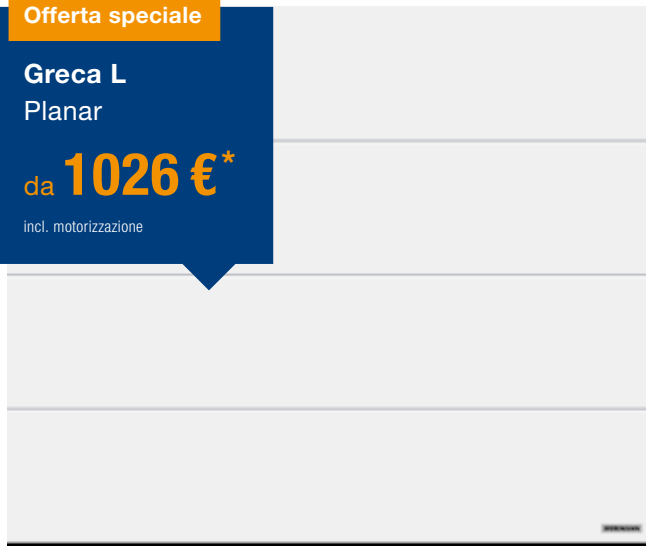 Offerta speciale
Greca L
Planar
da 1026 €*
incl. motorizzazione